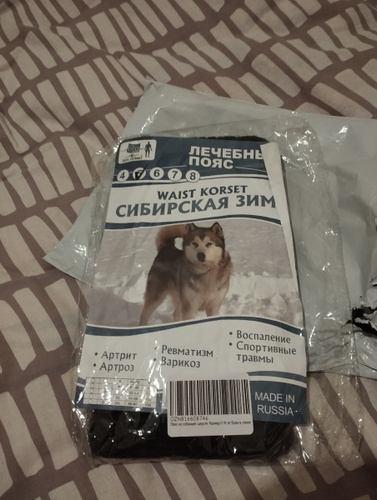 ЛЕЧЕБНЫ
ПОЯС
4 6 7 8
WAIST KORSET
СИБИРСКАЯ ЗИМ
• Артрит
• Артроз
• Ревматизм
• Варикоз
• Воспаление
• Спортивные
травмы
OZN816608746
MADE IN
RUSSIA